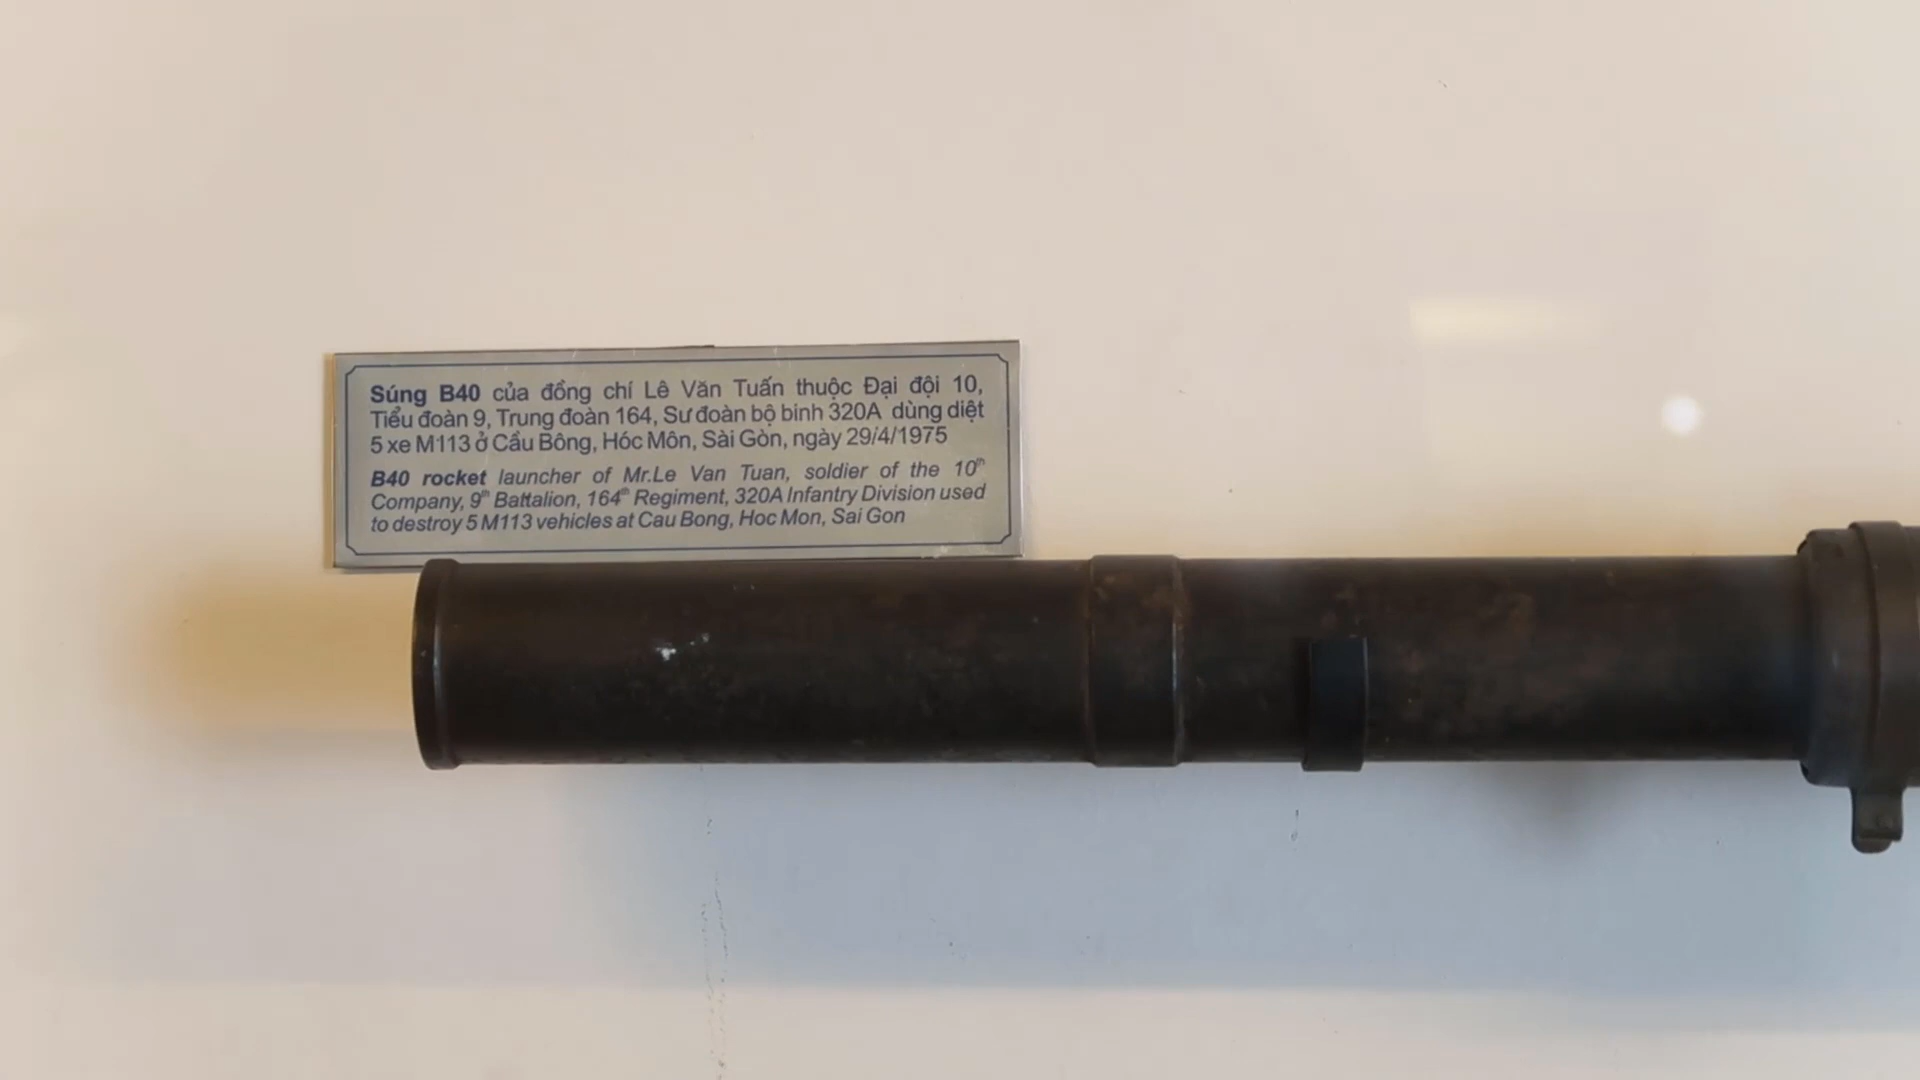 Súng B40 của đồng chí Lê Văn Tuấn thuộc Đại đội 10,
Tiểu đoàn 9, Trung đoàn 164, Sư đoàn bộ binh 320A dùng diệt
5 xe M113 ở Cầu Bông, Hóc Môn, Sài Gòn, ngày 29/4/1975
B40 rocket launcher of Mr.Le Van Tuan, soldier of the 10th
Company, 9th Battalion, 164th Regiment, 320A Infantry Division used
to destroy 5 M113 vehicles at Cau Bong, Hoc Mon, Sai Gon